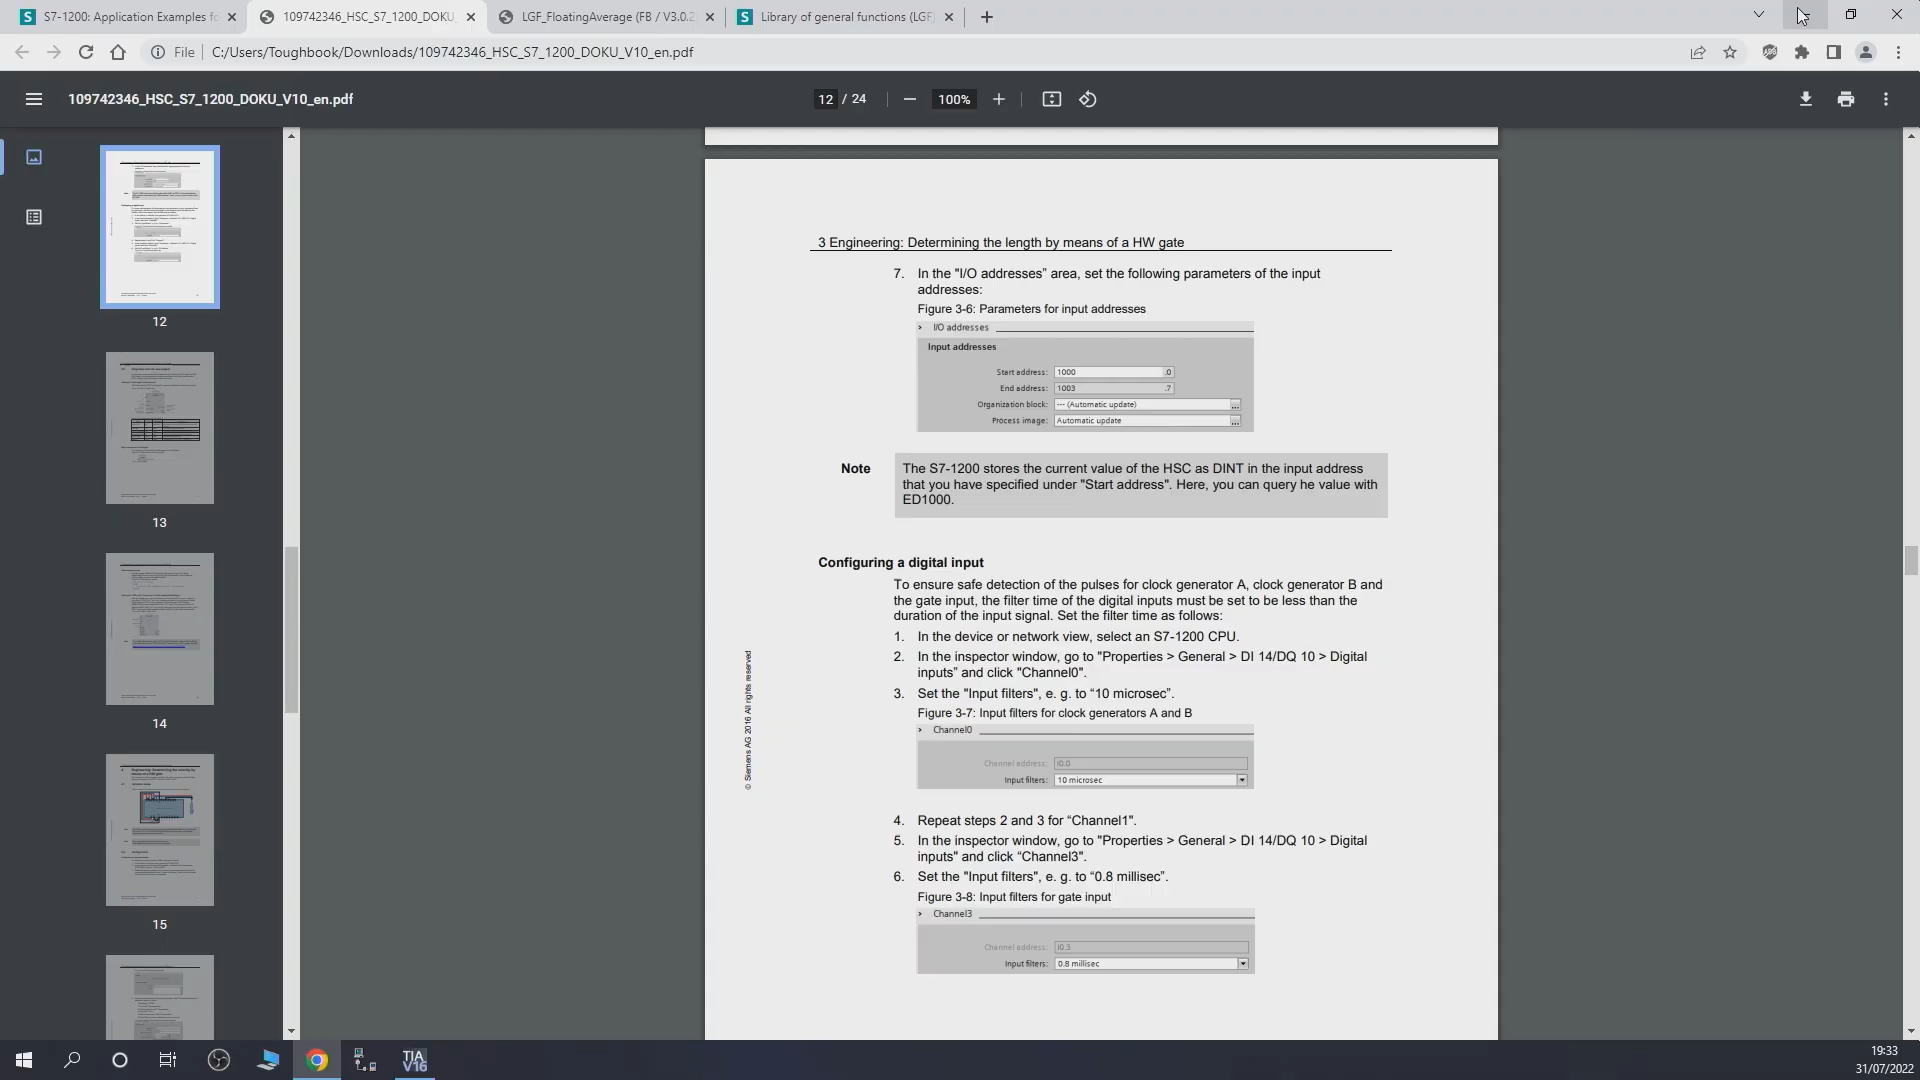 S7-1200: Application Examples fo
109742346_HSC_S7_1200_DOKU_
LGF_FloatingAverage (FB / V3.0.2
Library of general functions (LGF)
File
C:/Users/Toughbook/Downloads/109742346_HSC_S7_1200_DOKU_V10_en.pdf
109742346_HSC_S7_1200_DOKU_V10_en.pdf
12 / 24
100%
12
13
14
15
3 Engineering: Determining the length by means of a HW gate
7. In the "I/O addresses” area, set the following parameters of the input
addresses:
Figure 3-6: Parameters for input addresses
I/O addresses
Input addresses
Start address: 1000 .0
End address: 1003 .7
Organization block: --- (Automatic update) ...
Process image: Automatic update ...
Note
The S7-1200 stores the current value of the HSC as DINT in the input address
that you have specified under "Start address". Here, you can query he value with
ED1000.
Configuring a digital input
To ensure safe detection of the pulses for clock generator A, clock generator B and
the gate input, the filter time of the digital inputs must be set to be less than the
duration of the input signal. Set the filter time as follows:
1. In the device or network view, select an S7-1200 CPU.
2. In the inspector window, go to "Properties > General > DI 14/DQ 10 > Digital
inputs” and click "Channel0".
3. Set the "Input filters", e. g. to “10 microsec”.
Figure 3-7: Input filters for clock generators A and B
Channel0
Channel address: I0.0
Input filters: 10 microsec
4. Repeat steps 2 and 3 for “Channel1".
5. In the inspector window, go to "Properties > General > DI 14/DQ 10 > Digital
inputs" and click “Channel3".
6. Set the "Input filters", e. g. to “0.8 millisec”.
Figure 3-8: Input filters for gate input
Channel3
Channel address: I0.3
Input filters: 0.8 millisec
© Siemens AG 2016 All rights reserved
TIA
V16
19:33
31/07/2022